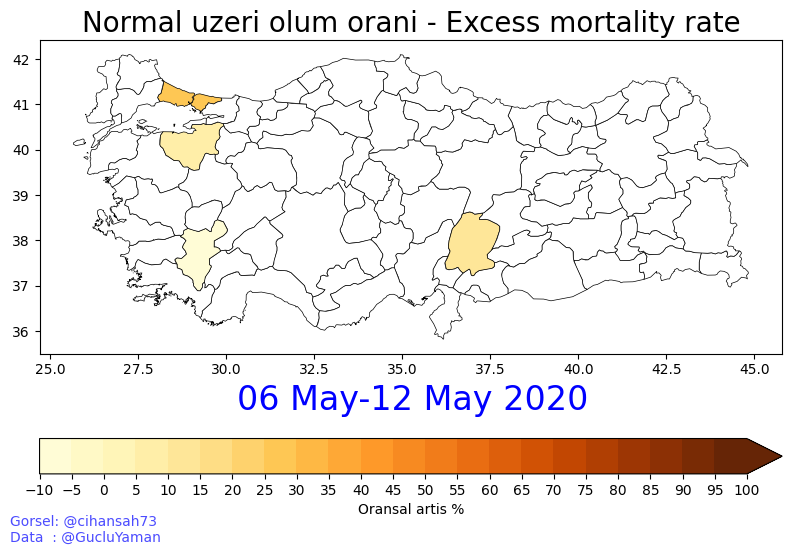 Normal uzeri olum orani - Excess mortality rate
42
41
40
39
38
37
36
25.0 27.5 30.0 32.5 35.0 37.5 40.0 42.5 45.0
06 May-12 May 2020
−10 −5 0 5 10 15 20 25 30 35 40 45 50 55 60 65 70 75 80 85 90 95 100
Oransal artis %
Gorsel: @cihansah73
Data : @GucluYaman